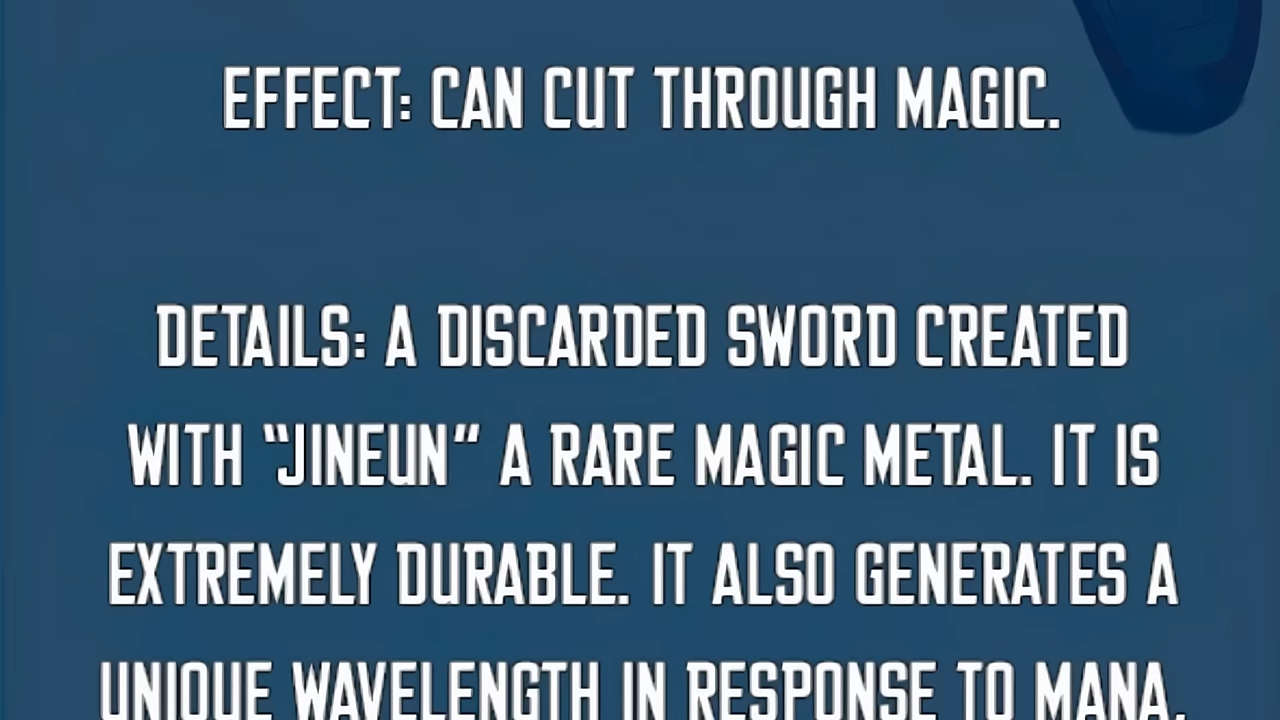 EFFECT: CAN CUT THROUGH MAGIC.
DETAILS: A DISCARDED SWORD CREATED
WITH “JINEUN” A RARE MAGIC METAL. IT IS
EXTREMELY DURABLE. IT ALSO GENERATES A
UNIQUE WAVELENGTH IN RESPONSE TO MANA.